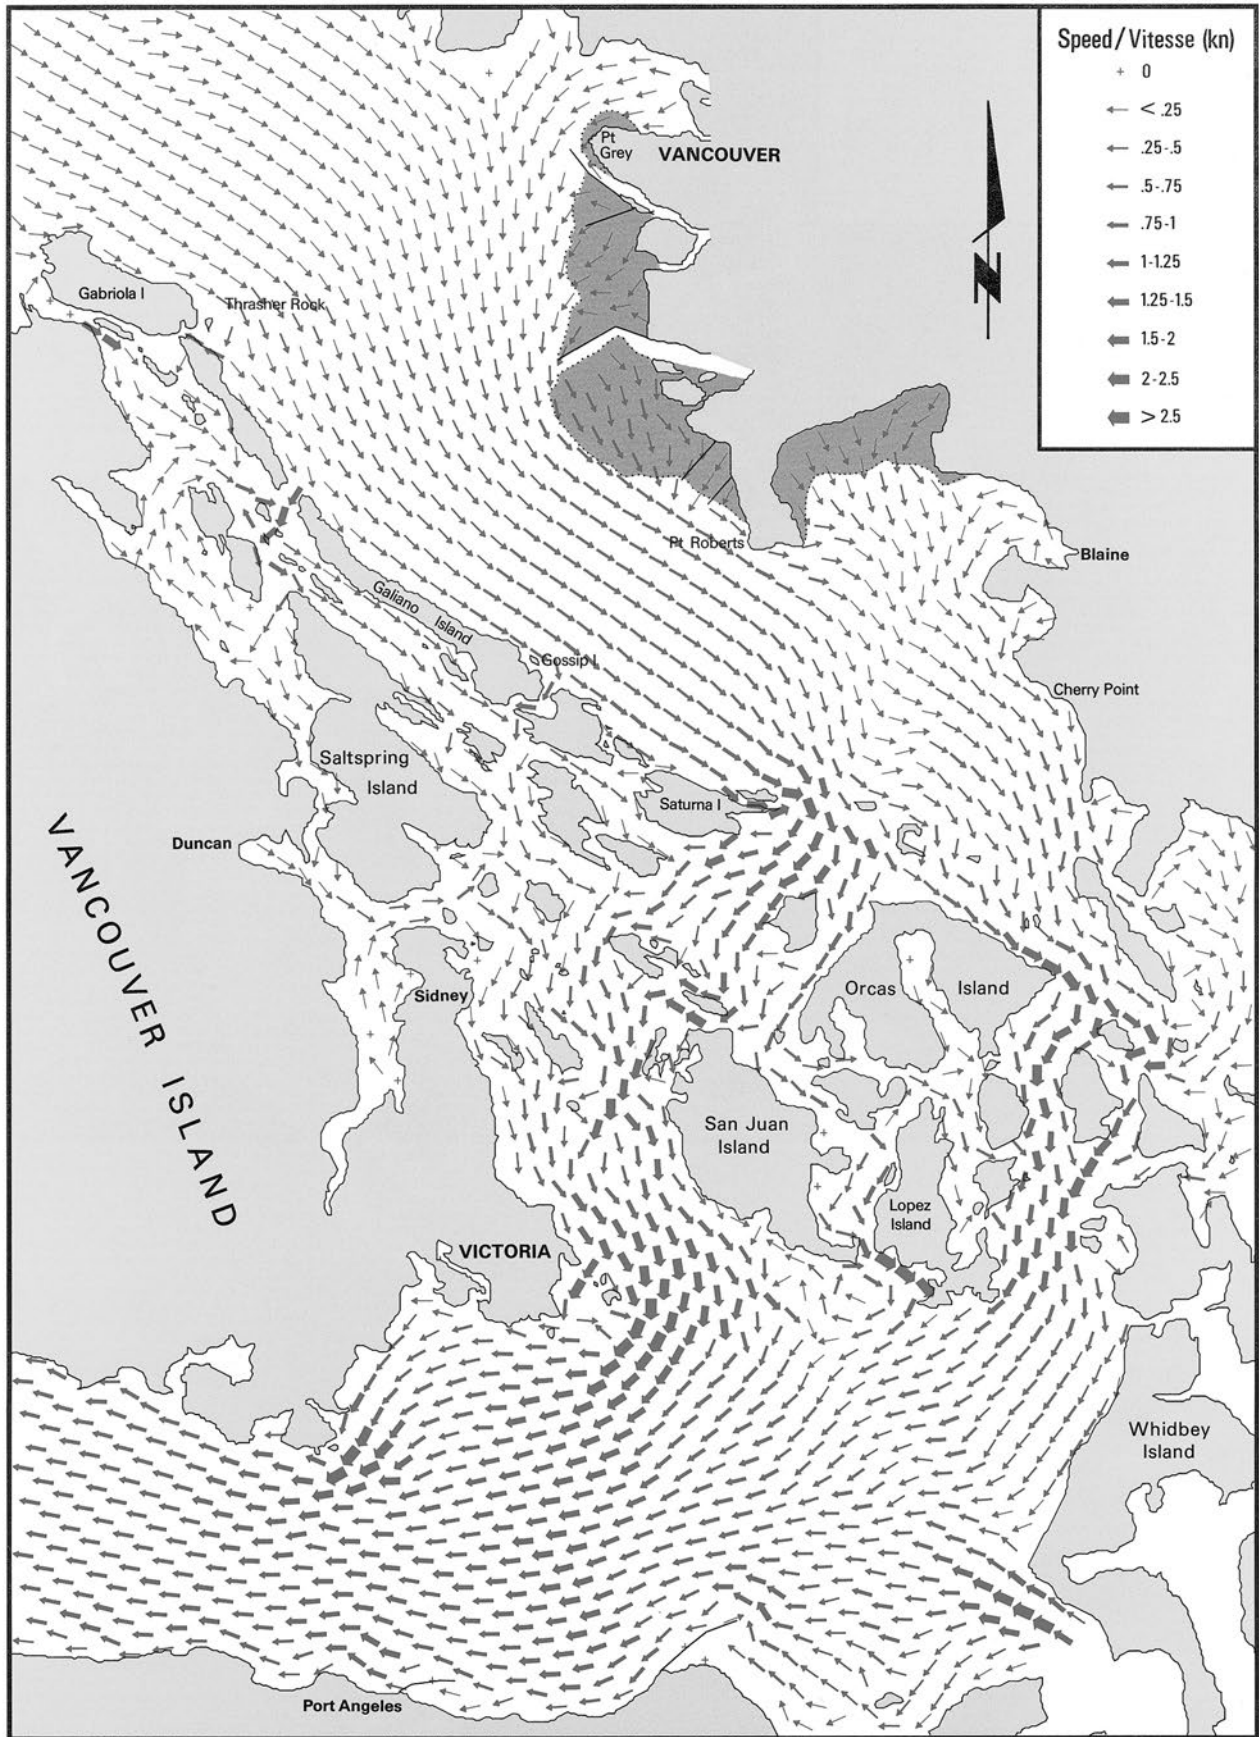 Speed/Vitesse (kn)
+ 0
< .25
.25-.5
.5-.75
.75-1
1-1.25
1.25-1.5
1.5-2
2-2.5
> 2.5
Pt
Grey
VANCOUVER
N
Gabriola I
Thrasher Rock
Pt Roberts
Blaine
Galiano
Island
Gossip I
Cherry Point
Saltspring
Island
Saturna I
Duncan
VANCOUVER ISLAND
Sidney
Orcas
Island
San Juan
Island
Lopez
Island
VICTORIA
Whidbey
Island
Port Angeles